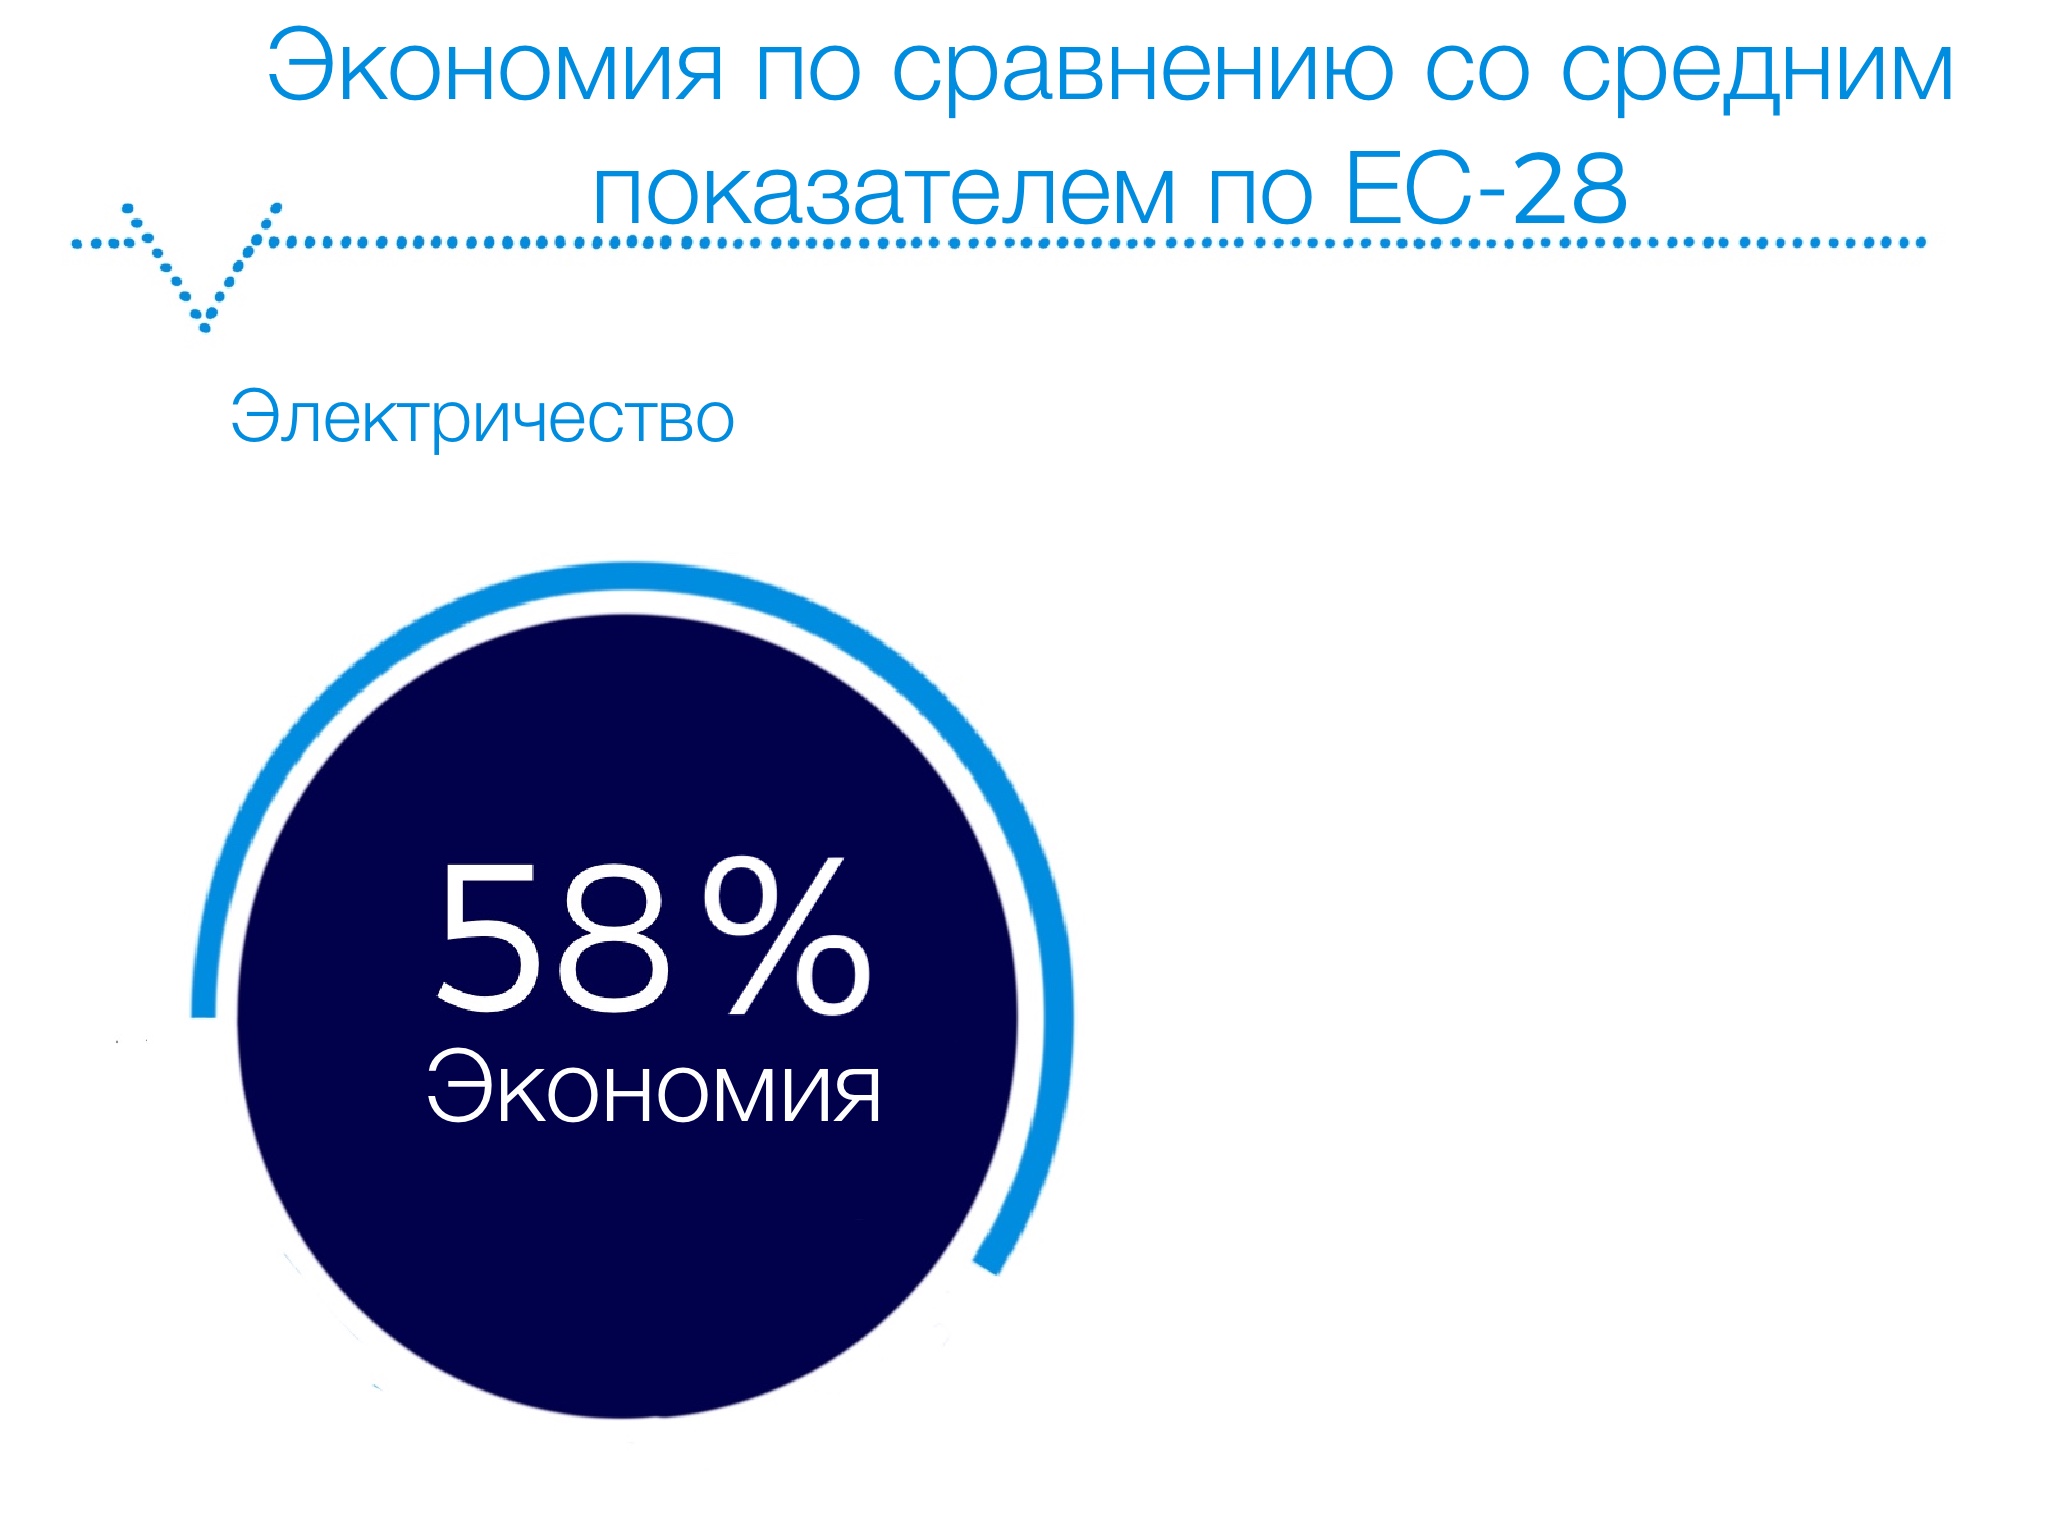 Экономия по сравнению со средним
показателем по ЕС-28
Электричество
58%
Экономия